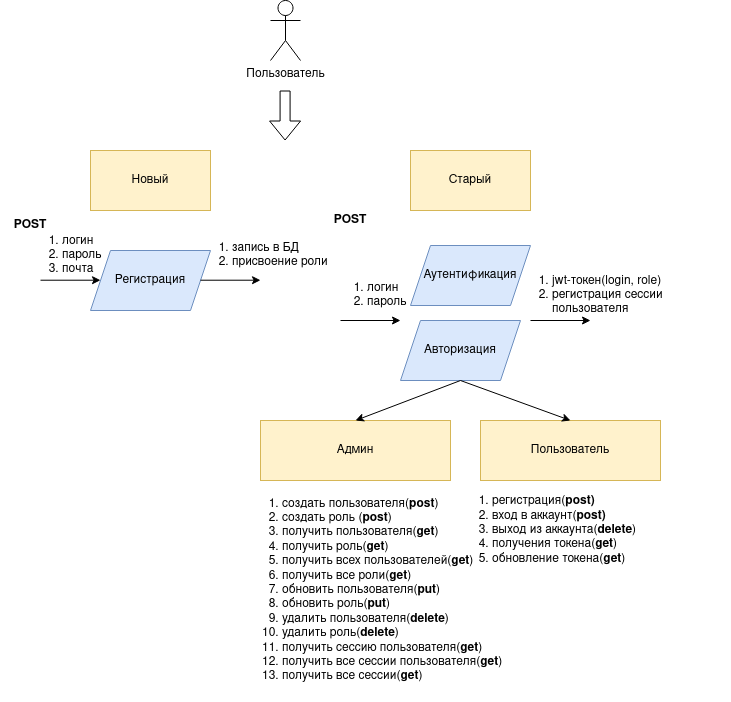 Пользователь
Новый
Старый
POST
1. логин
2. пароль
3. почта
Регистрация
1. запись в БД
2. присвоение роли
POST
1. логин
2. пароль
Аутентификация
Авторизация
1. jwt-токен(login, role)
2. регистрация сессии
пользователя
Админ
1. создать пользователя(post)
2. создать роль (post)
3. получить пользователя(get)
4. получить роль(get)
5. получить всех пользователей(get)
6. получить все роли(get)
7. обновить пользователя(put)
8. обновить роль(put)
9. удалить пользователя(delete)
10. удалить роль(delete)
11. получить сессию пользователя(get)
12. получить все сессии пользователя(get)
13. получить все сессии(get)
Пользователь
1. регистрация(post)
2. вход в аккаунт(post)
3. выход из аккаунта(delete)
4. получения токена(get)
5. обновление токена(get)